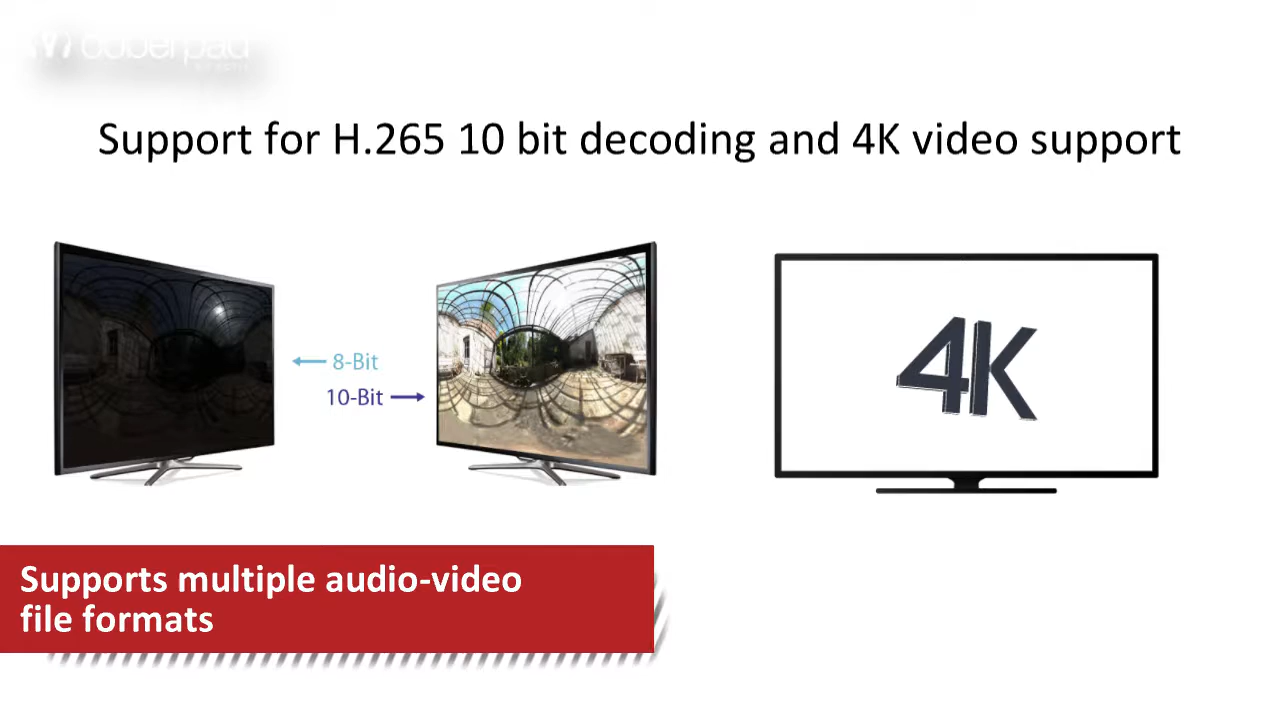 Support for H.265 10 bit decoding and 4K video support
8-Bit
10-Bit
4K
Supports multiple audio-video
file formats